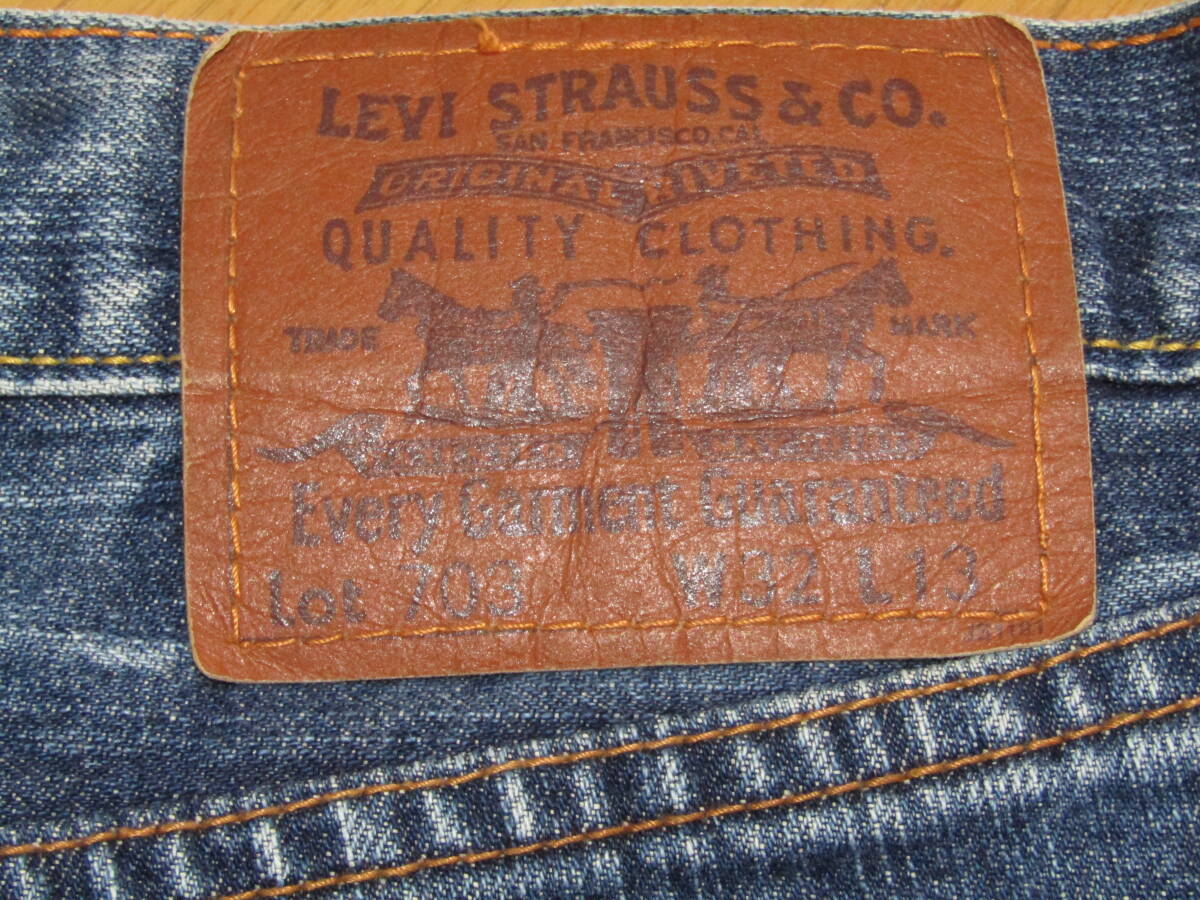 LEVI STRAUSS & CO.
SAN FRANCISCO, CAL.
ORIGINAL RIVETED
QUALITY CLOTHING.
TRADE MARK
Every Garment Guaranteed
Lot 703 W32 L13